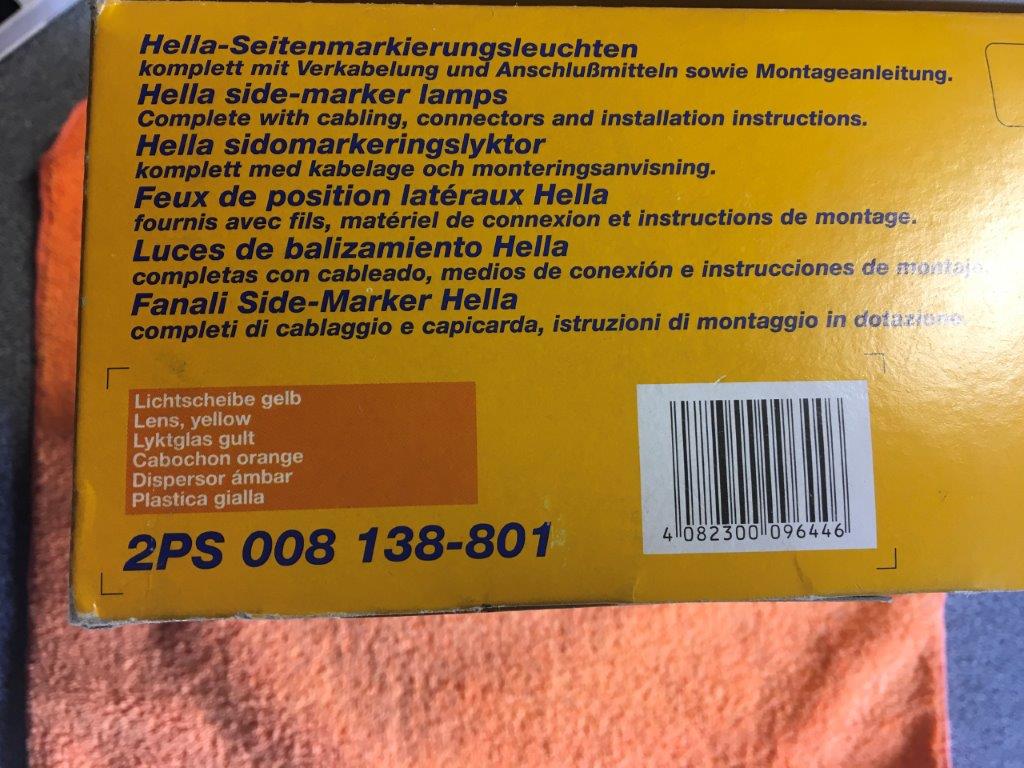 Hella-Seitenmarkierungsleuchten
komplett mit Verkabelung und Anschlußmitteln sowie Montageanleitung.
Hella side-marker lamps
Complete with cabling, connectors and installation instructions.
Hella sidomarkeringslyktor
komplett med kabelage och monteringsanvisning.
Feux de position latéraux Hella
fournis avec fils, matériel de connexion et instructions de montage.
Luces de balizamiento Hella
completas con cableado, medios de conexión e instrucciones de montaje.
Fanali Side-Marker Hella
completi di cablaggio e capicarda, istruzioni di montaggio in dotazione.
Lichtscheibe gelb
Lens, yellow
Lyktglas gult
Cabochon orange
Dispersor ámbar
Plastica gialla
2PS 008 138-801
4 082300 096446